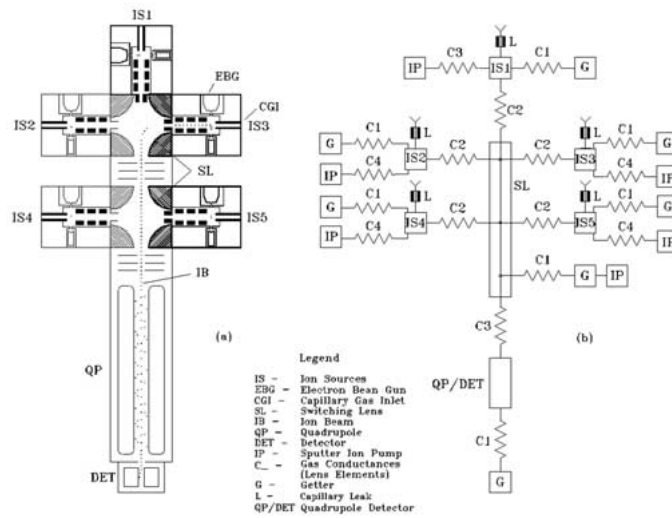 IS1
EBG
CGI
IS2
IS3
SL
IS4
IS5
IB
(a)
QP
DET
L
C3
C1
IP
IS1
G
C2
C1
L
L
C1
G
C2
C2
G
IS2
IS3
IP
C4
C4
IP
SL
G
C1
L
L
C1
G
C2
C2
IS4
IS5
IP
C4
C4
IP
C1
G
IP
C3
(b)
QP/DET
C1
G
Legend
IS – Ion Sources
EBG – Electron Bean Gun
CGI – Capillary Gas Inlet
SL – Switching Lens
IB – Ion Beam
QP – Quadrupole
DET – Detector
IP – Sputter Ion Pump
C_ – Gas Conductances
(Lens Elements)
G – Getter
L – Capillary Leak
QP/DET Quadrupole Detector